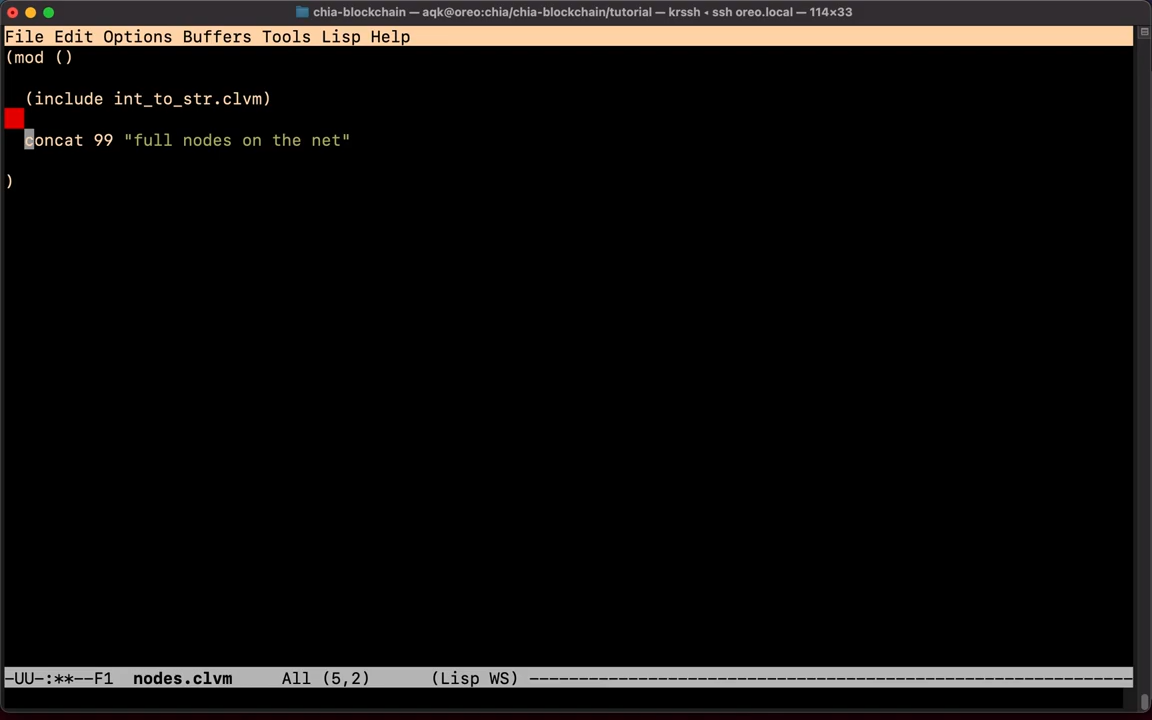 chia-blockchain — aqk@oreo:chia/chia-blockchain/tutorial — krssh ◂ ssh oreo.local — 114×33
File Edit Options Buffers Tools Lisp Help
(mod ()
(include int_to_str.clvm)
concat 99 "full nodes on the net"
)
-UU-:**--F1 nodes.clvm All (5,2) (Lisp WS) -------------------------------------------------------------